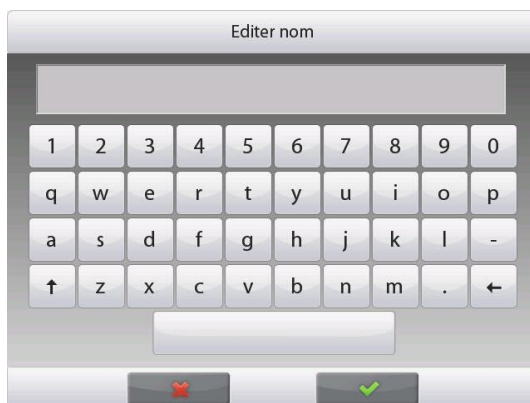 Editer nom
1 2 3 4 5 6 7 8 9 0
q w e r t y u i o p
a s d f g h j k l -
↑ z x c v b n m . ←